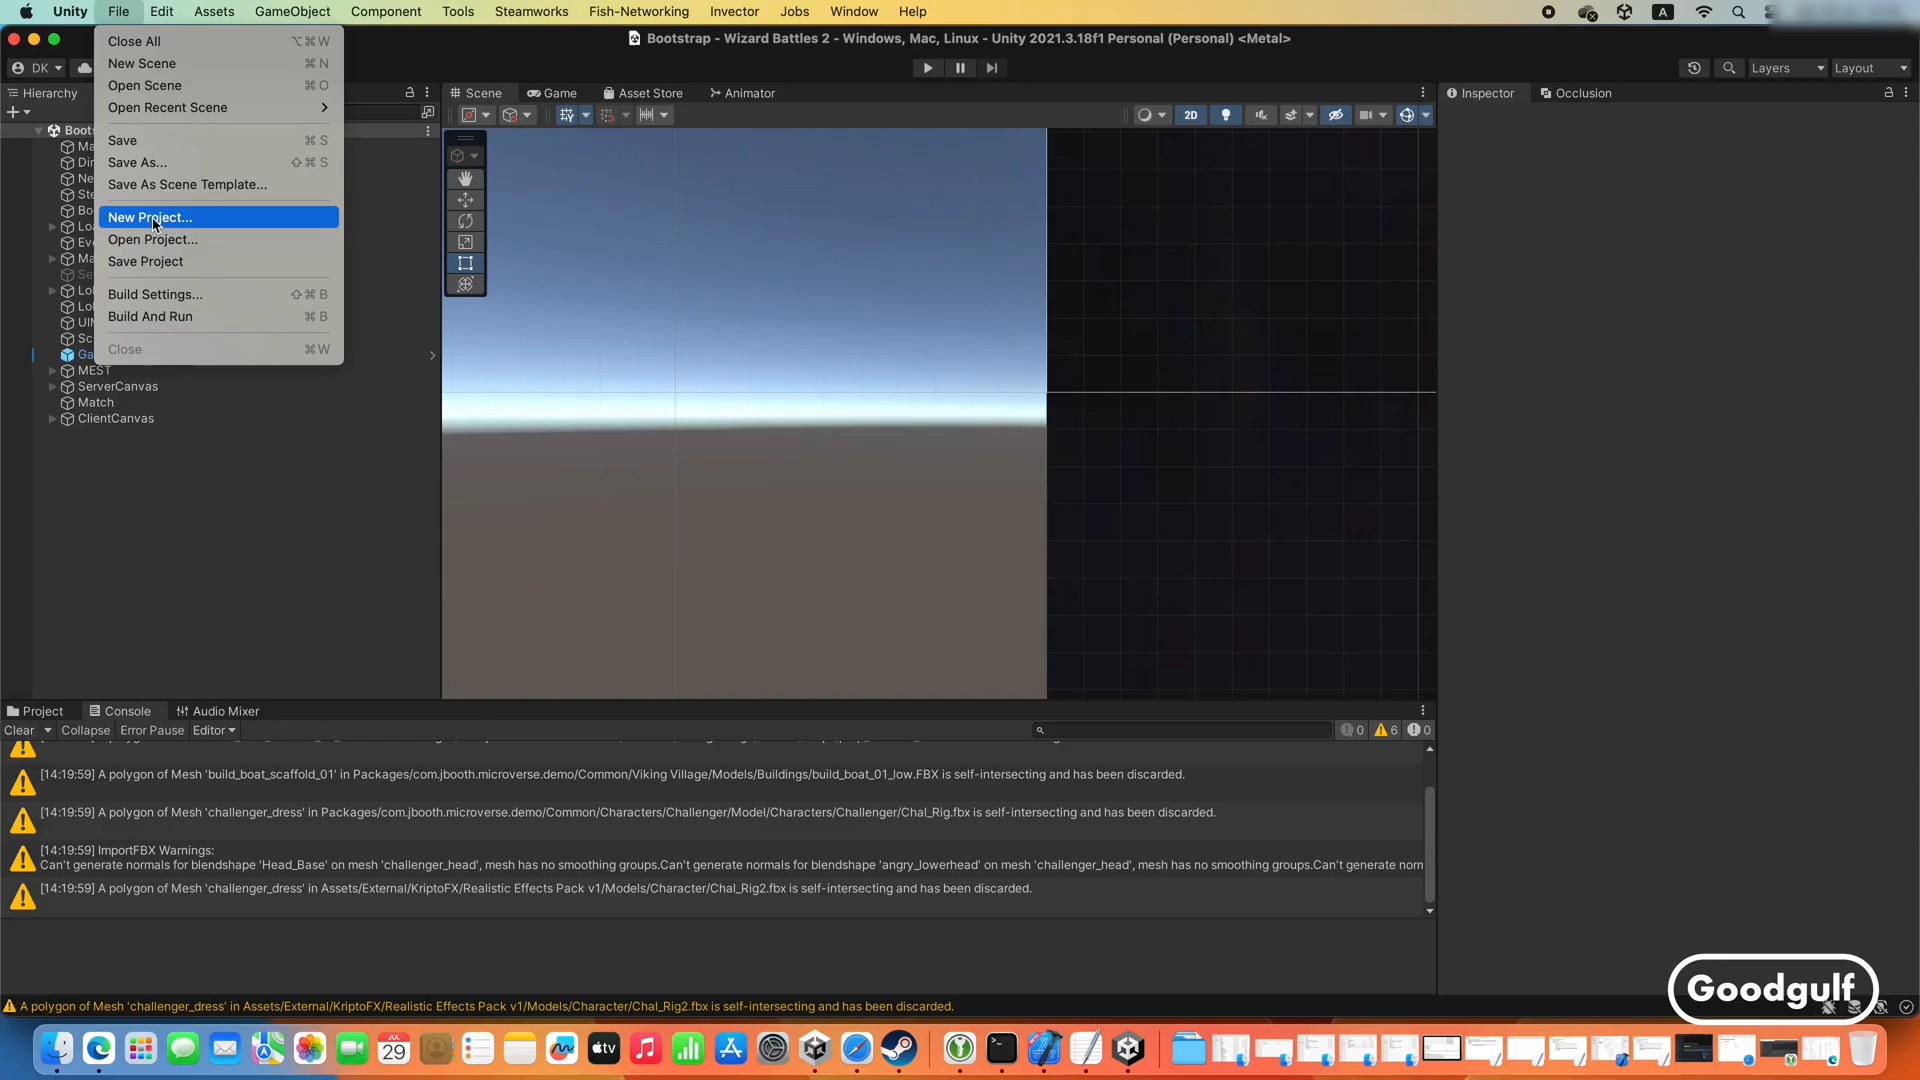 Unity File Edit Assets GameObject Component Tools Steamworks Fish-Networking Invector Jobs Window Help A
Bootstrap - Wizard Battles 2 - Windows, Mac, Linux - Unity 2021.3.18f1 Personal (Personal) <Metal>
DK
Layers Layout
Close All ⌥⌘W
New Scene ⌘N
Open Scene ⌘O
Open Recent Scene
Save ⌘S
Save As... ⇧⌘S
Save As Scene Template...
New Project...
Open Project...
Save Project
Build Settings... ⇧⌘B
Build And Run ⌘B
Close ⌘W
Hierarchy
Scene Game Asset Store Animator
Inspector Occlusion
2D
MEST
ServerCanvas
Match
ClientCanvas
Project Console Audio Mixer
Clear Collapse Error Pause Editor
0 6 0
[14:19:59] A polygon of Mesh 'build_boat_scaffold_01' in Packages/com.jbooth.microverse.demo/Common/Viking Village/Models/Buildings/build_boat_01_low.FBX is self-intersecting and has been discarded.
[14:19:59] A polygon of Mesh 'challenger_dress' in Packages/com.jbooth.microverse.demo/Common/Characters/Challenger/Model/Characters/Challenger/Chal_Rig.fbx is self-intersecting and has been discarded.
[14:19:59] ImportFBX Warnings:
Can't generate normals for blendshape 'Head_Base' on mesh 'challenger_head', mesh has no smoothing groups.Can't generate normals for blendshape 'angry_lowerhead' on mesh 'challenger_head', mesh has no smoothing groups.Can't generate norm
[14:19:59] A polygon of Mesh 'challenger_dress' in Assets/External/KriptoFX/Realistic Effects Pack v1/Models/Character/Chal_Rig2.fbx is self-intersecting and has been discarded.
Goodgulf
A polygon of Mesh 'challenger_dress' in Assets/External/KriptoFX/Realistic Effects Pack v1/Models/Character/Chal_Rig2.fbx is self-intersecting and has been discarded.
JUL
29
tv